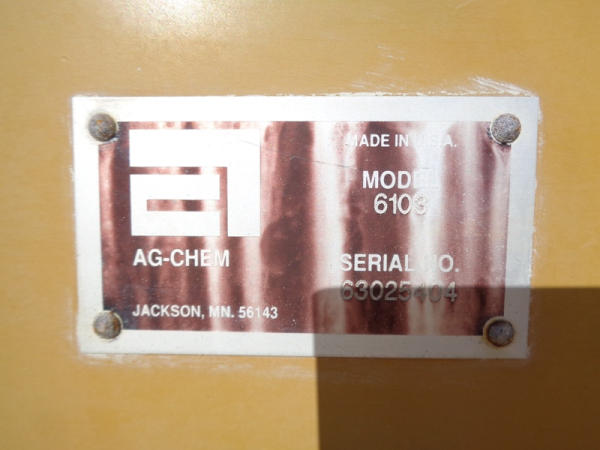 MADE IN U.S.A.
MODEL
6103
AG-CHEM
SERIAL NO.
63025404
JACKSON, MN. 56143